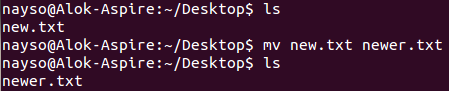 nayso@Alok-Aspire:~/Desktop$ ls
new.txt
nayso@Alok-Aspire:~/Desktop$ mv new.txt newer.txt
nayso@Alok-Aspire:~/Desktop$ ls
newer.txt